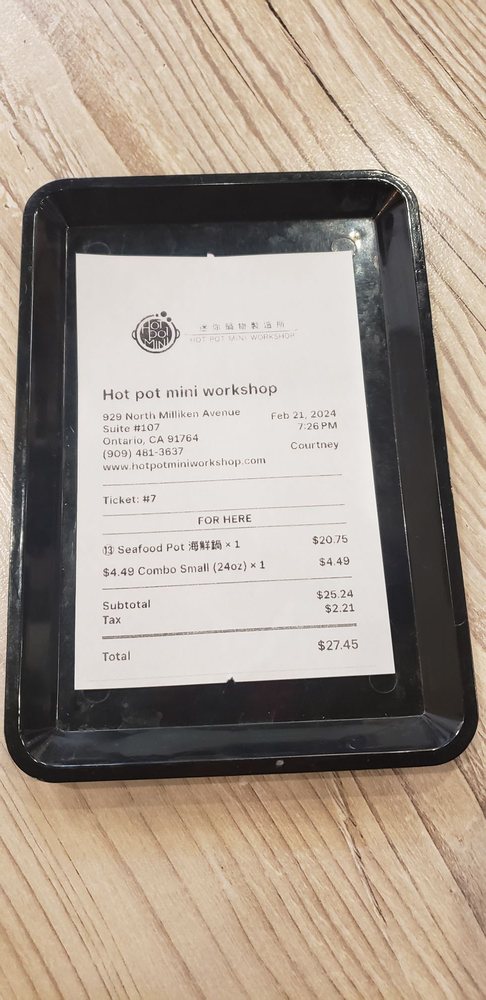 HOT
POT
MINI
迷你鍋物製造所
HOT POT MINI WORKSHOP
Hot pot mini workshop
929 North Milliken Avenue
Feb 21, 2024
Suite #107
7:26 PM
Ontario, CA 91764
(909) 481-3637
Courtney
www.hotpotminiworkshop.com
Ticket: #7
FOR HERE
⑬ Seafood Pot 海鮮鍋 × 1 $20.75
$4.49 Combo Small (24oz) × 1 $4.49
Subtotal $25.24
Tax $2.21
Total $27.45